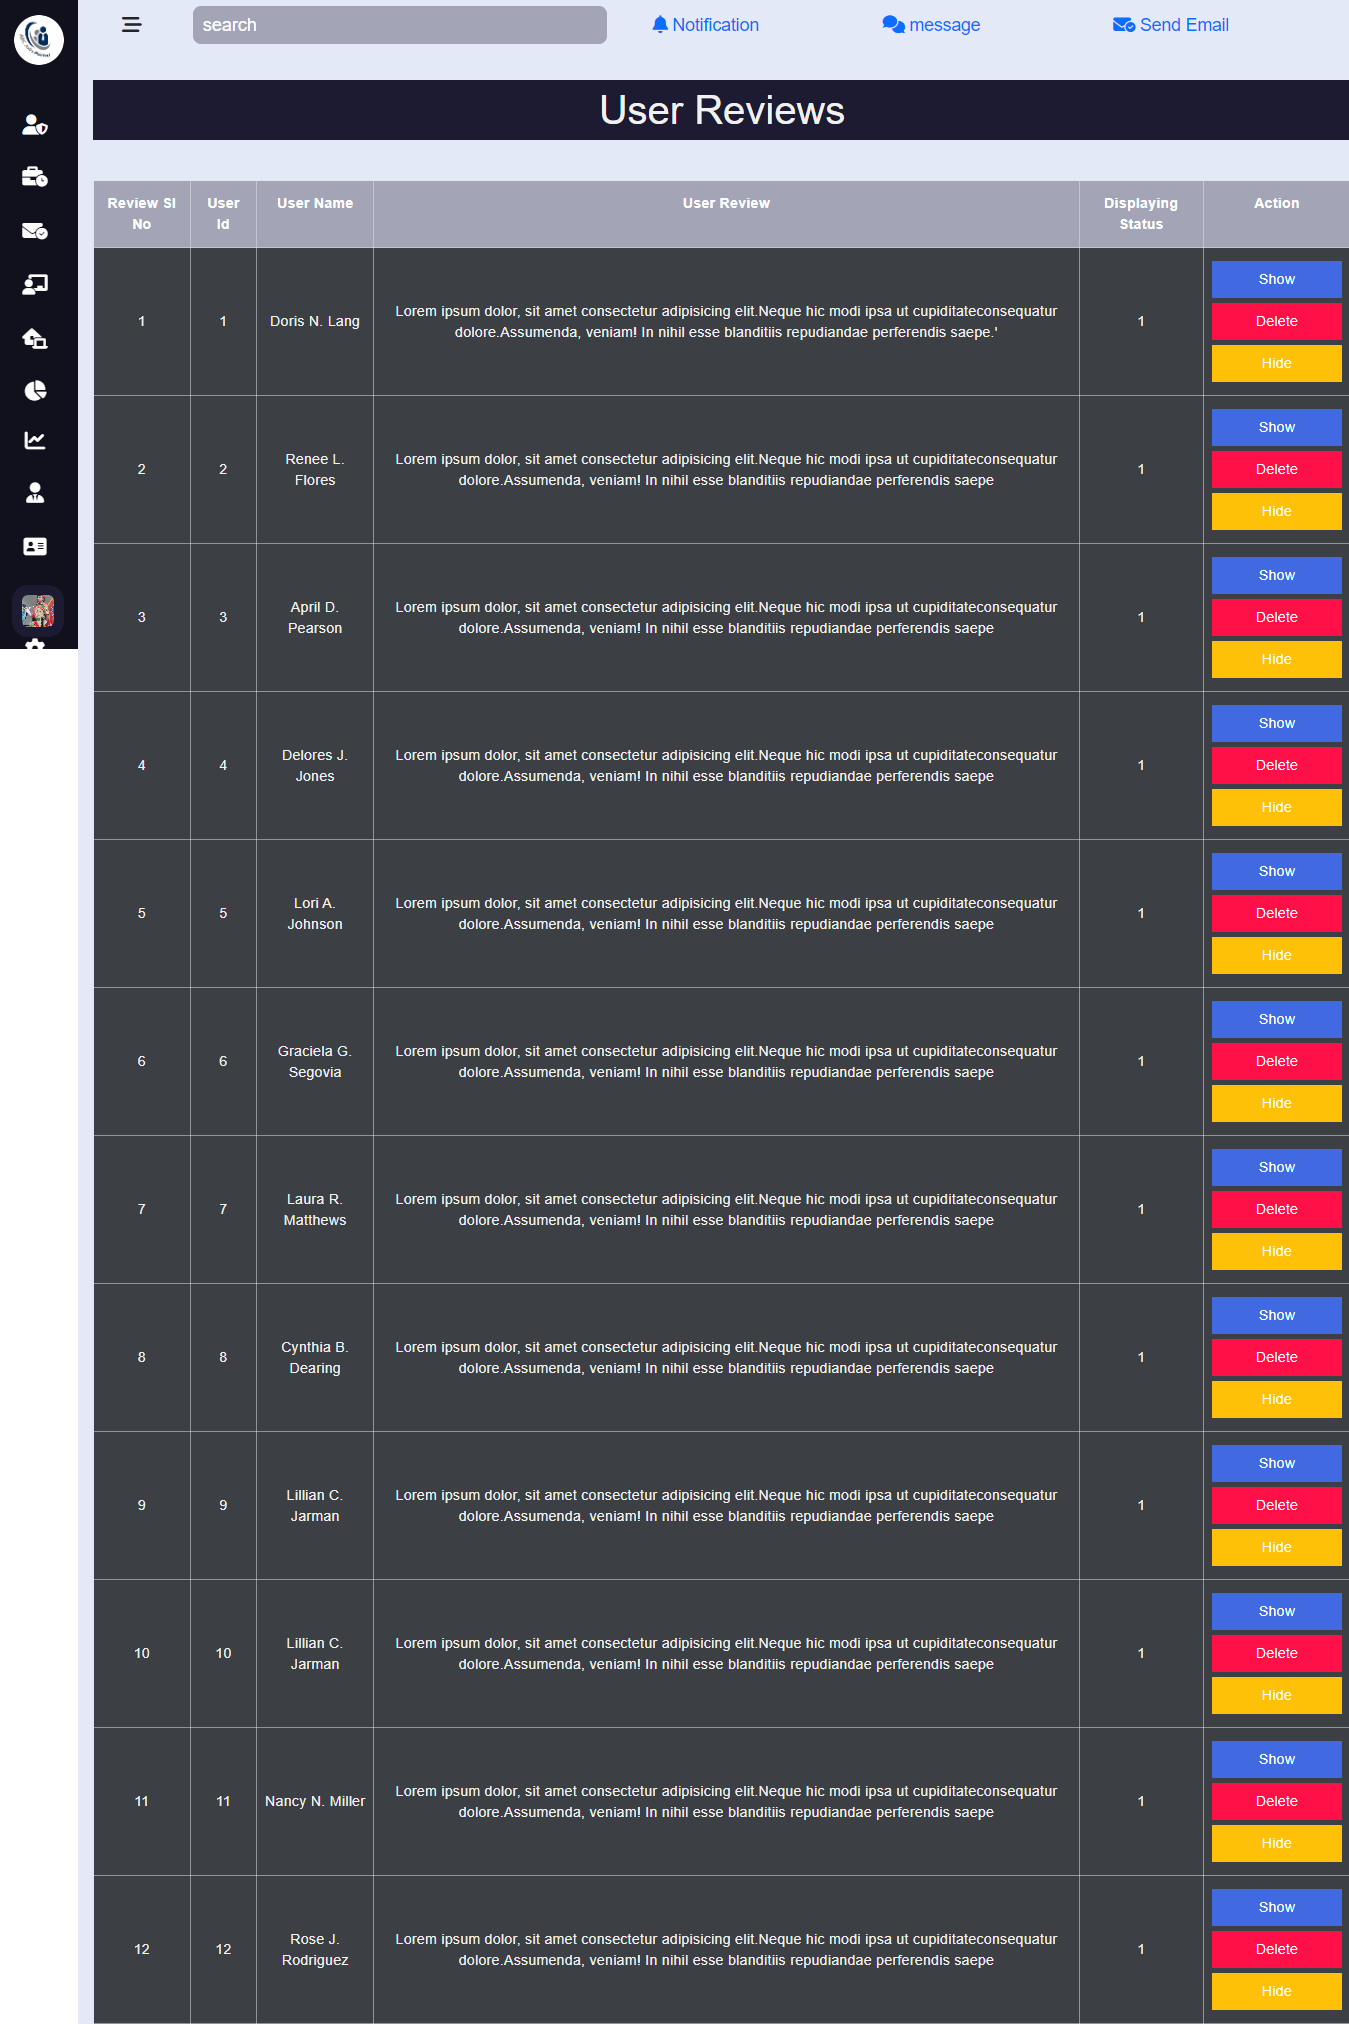 search
Notification
message
Send Email
User Reviews
Review Sl No
User Id
User Name
User Review
Displaying Status
Action
1
1
Doris N. Lang
Lorem ipsum dolor, sit amet consectetur adipisicing elit.Neque hic modi ipsa ut cupiditateconsequatur
dolore.Assumenda, veniam! In nihil esse blanditiis repudiandae perferendis saepe.'
1
Show
Delete
Hide
2
2
Renee L.
Flores
Lorem ipsum dolor, sit amet consectetur adipisicing elit.Neque hic modi ipsa ut cupiditateconsequatur
dolore.Assumenda, veniam! In nihil esse blanditiis repudiandae perferendis saepe
1
Show
Delete
Hide
3
3
April D.
Pearson
Lorem ipsum dolor, sit amet consectetur adipisicing elit.Neque hic modi ipsa ut cupiditateconsequatur
dolore.Assumenda, veniam! In nihil esse blanditiis repudiandae perferendis saepe
1
Show
Delete
Hide
4
4
Delores J.
Jones
Lorem ipsum dolor, sit amet consectetur adipisicing elit.Neque hic modi ipsa ut cupiditateconsequatur
dolore.Assumenda, veniam! In nihil esse blanditiis repudiandae perferendis saepe
1
Show
Delete
Hide
5
5
Lori A.
Johnson
Lorem ipsum dolor, sit amet consectetur adipisicing elit.Neque hic modi ipsa ut cupiditateconsequatur
dolore.Assumenda, veniam! In nihil esse blanditiis repudiandae perferendis saepe
1
Show
Delete
Hide
6
6
Graciela G.
Segovia
Lorem ipsum dolor, sit amet consectetur adipisicing elit.Neque hic modi ipsa ut cupiditateconsequatur
dolore.Assumenda, veniam! In nihil esse blanditiis repudiandae perferendis saepe
1
Show
Delete
Hide
7
7
Laura R.
Matthews
Lorem ipsum dolor, sit amet consectetur adipisicing elit.Neque hic modi ipsa ut cupiditateconsequatur
dolore.Assumenda, veniam! In nihil esse blanditiis repudiandae perferendis saepe
1
Show
Delete
Hide
8
8
Cynthia B.
Dearing
Lorem ipsum dolor, sit amet consectetur adipisicing elit.Neque hic modi ipsa ut cupiditateconsequatur
dolore.Assumenda, veniam! In nihil esse blanditiis repudiandae perferendis saepe
1
Show
Delete
Hide
9
9
Lillian C.
Jarman
Lorem ipsum dolor, sit amet consectetur adipisicing elit.Neque hic modi ipsa ut cupiditateconsequatur
dolore.Assumenda, veniam! In nihil esse blanditiis repudiandae perferendis saepe
1
Show
Delete
Hide
10
10
Lillian C.
Jarman
Lorem ipsum dolor, sit amet consectetur adipisicing elit.Neque hic modi ipsa ut cupiditateconsequatur
dolore.Assumenda, veniam! In nihil esse blanditiis repudiandae perferendis saepe
1
Show
Delete
Hide
11
11
Nancy N. Miller
Lorem ipsum dolor, sit amet consectetur adipisicing elit.Neque hic modi ipsa ut cupiditateconsequatur
dolore.Assumenda, veniam! In nihil esse blanditiis repudiandae perferendis saepe
1
Show
Delete
Hide
12
12
Rose J.
Rodriguez
Lorem ipsum dolor, sit amet consectetur adipisicing elit.Neque hic modi ipsa ut cupiditateconsequatur
dolore.Assumenda, veniam! In nihil esse blanditiis repudiandae perferendis saepe
1
Show
Delete
Hide